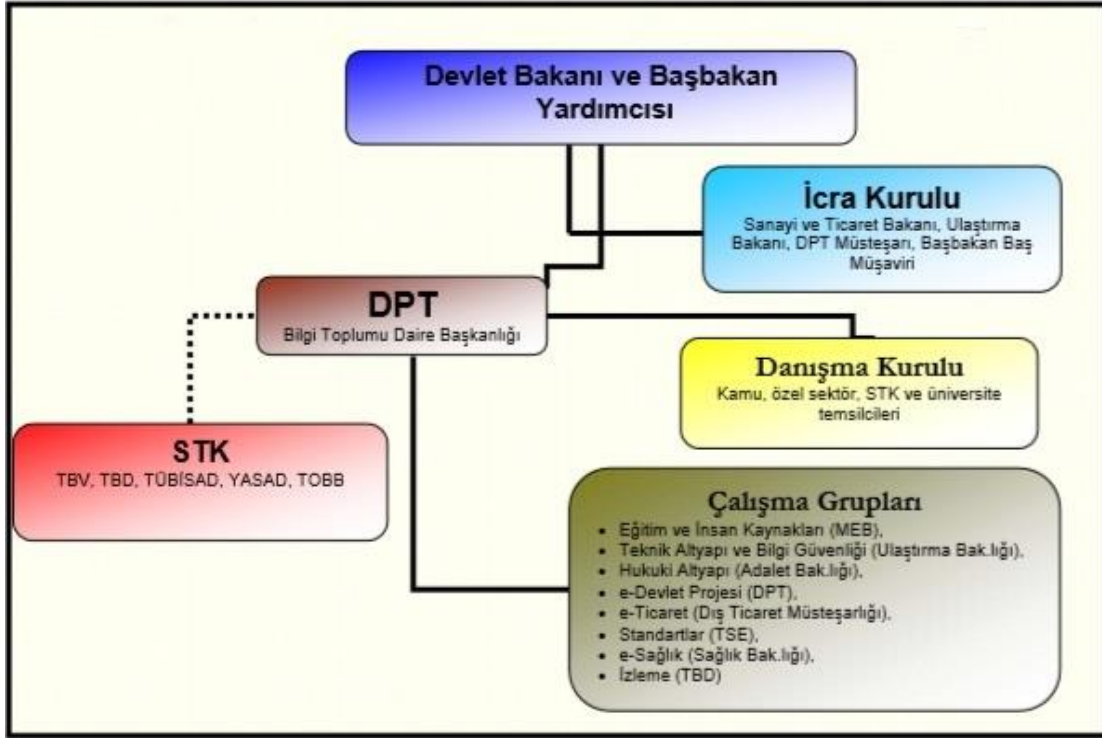 Devlet Bakanı ve Başbakan
Yardımcısı
İcra Kurulu
Sanayi ve Ticaret Bakanı, Ulaştırma
Bakanı, DPT Müsteşarı, Başbakan Baş
Müşaviri
DPT
Bilgi Toplumu Daire Başkanlığı
Danışma Kurulu
Kamu, özel sektör, STK ve üniversite
temsilcileri
STK
TBV, TBD, TÜBİSAD, YASAD, TOBB
Çalışma Grupları
• Eğitim ve İnsan Kaynakları (MEB),
• Teknik Altyapı ve Bilgi Güvenliği (Ulaştırma Bak.lığı),
• Hukuki Altyapı (Adalet Bak.lığı),
• e-Devlet Projesi (DPT),
• e-Ticaret (Dış Ticaret Müsteşarlığı),
• Standartlar (TSE),
• e-Sağlık (Sağlık Bak.lığı),
• İzleme (TBD)